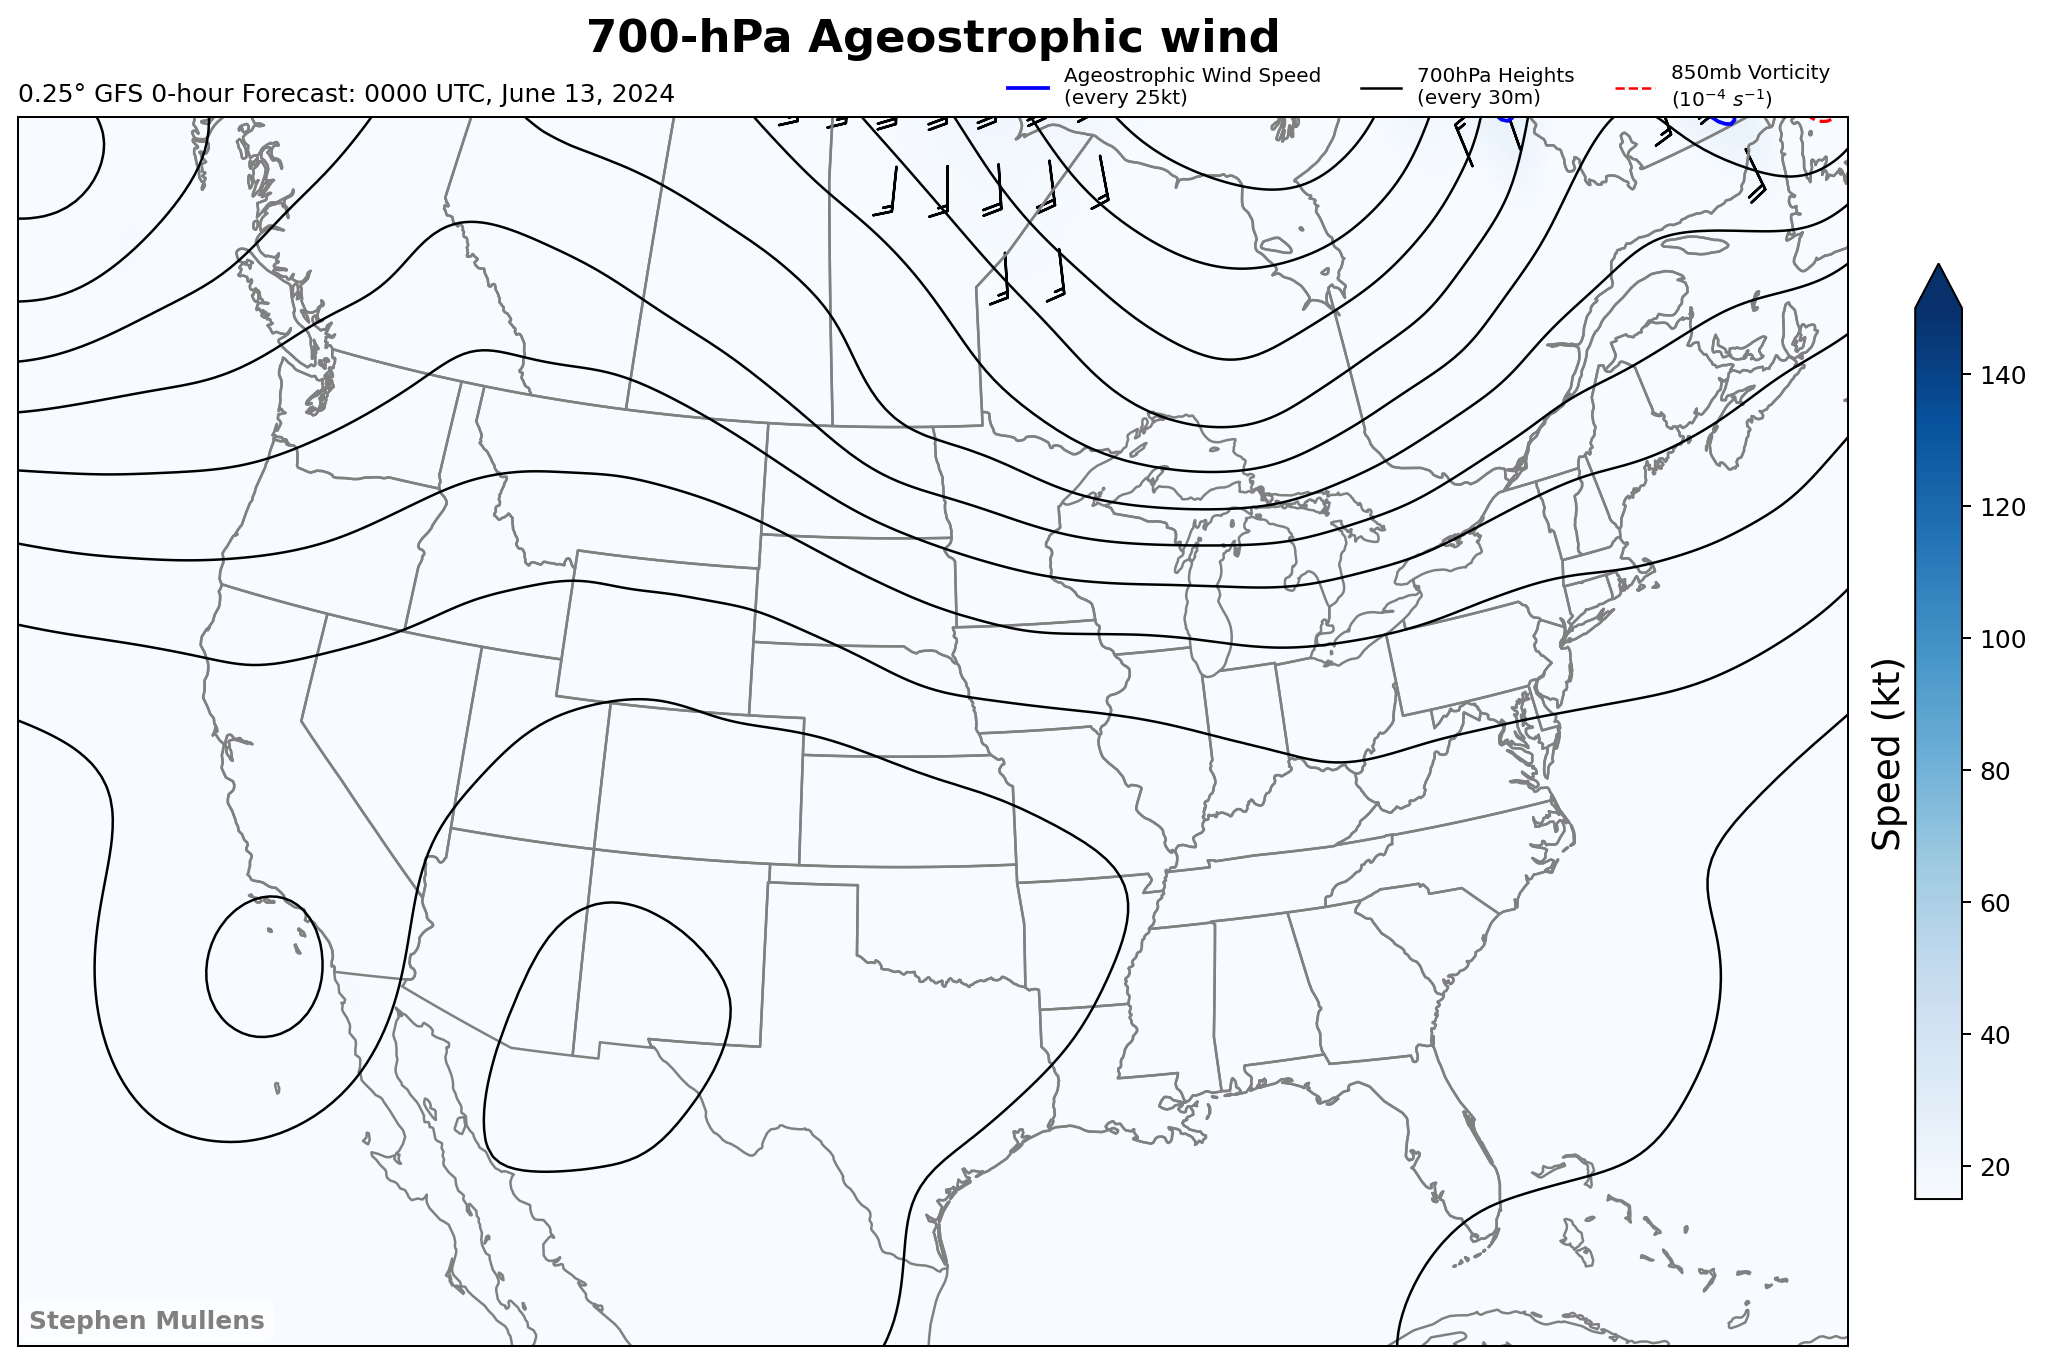 700-hPa Ageostrophic wind
0.25° GFS 0-hour Forecast: 0000 UTC, June 13, 2024
Ageostrophic Wind Speed
(every 25kt)
700hPa Heights
(every 30m)
850mb Vorticity
(10⁻⁴ s⁻¹)
140
120
100
80
60
40
20
Speed (kt)
Stephen Mullens